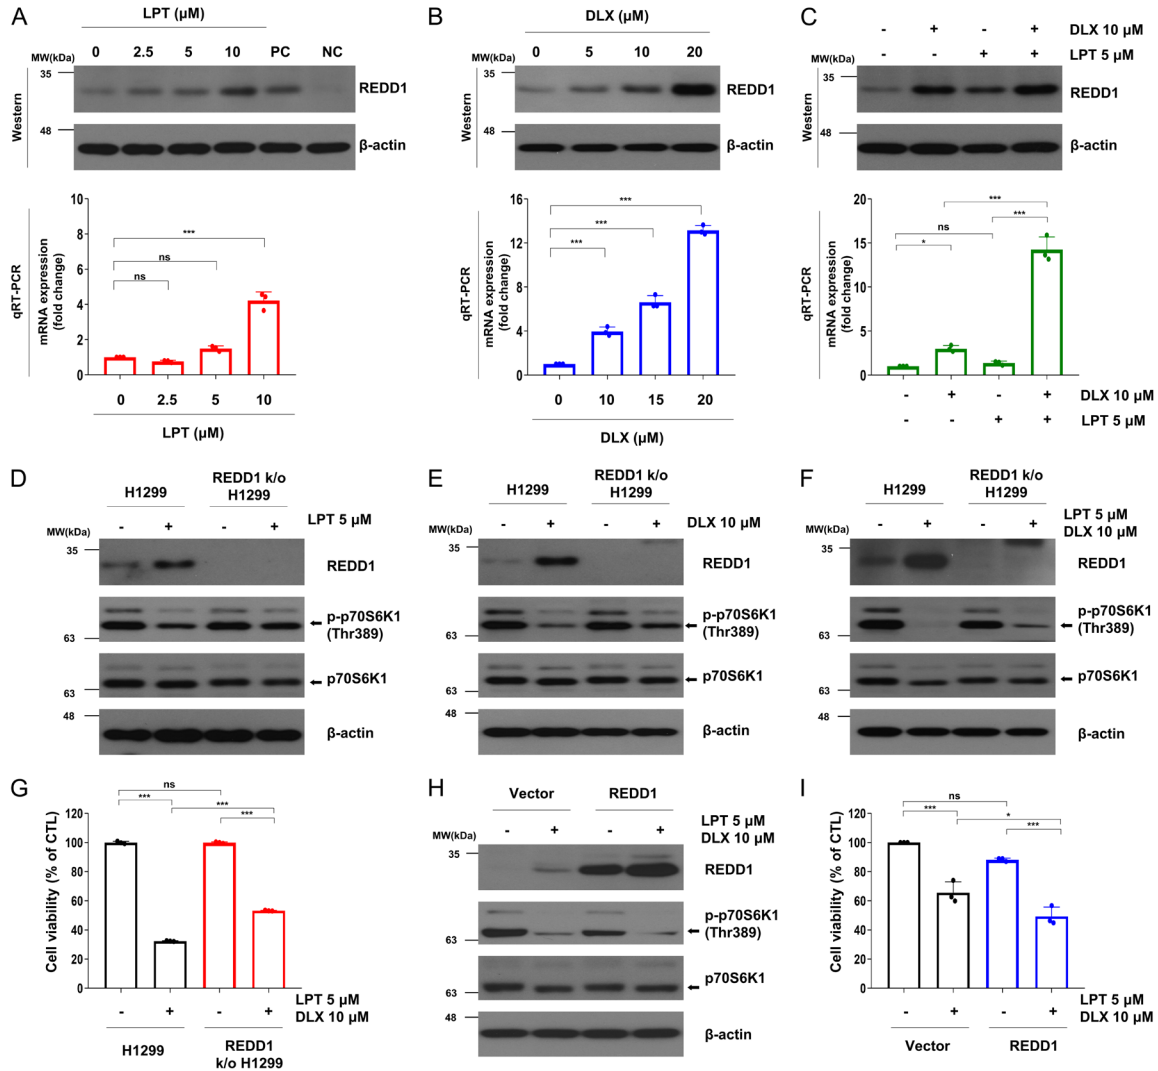 A
LPT (μM)
0 2.5 5 10 PC NC
MW(kDa)
35
REDD1
Western
48
β-actin
10
8
6
4
2
0
qRT-PCR
mRNA expression
(fold change)
***
ns
ns
0 2.5 5 10
LPT (μM)
B
DLX (μM)
0 5 10 20
MW(kDa)
35
REDD1
Western
48
β-actin
16
12
8
4
0
qRT-PCR
mRNA expression
(fold change)
***
***
***
0 10 15 20
DLX (μM)
C
- + - + DLX 10 μM
- - + + LPT 5 μM
MW(kDa)
35
REDD1
Western
48
β-actin
20
15
10
5
0
qRT-PCR
mRNA expression
(fold change)
***
***
ns
*
- + - + DLX 10 μM
- - + + LPT 5 μM
D
H1299
REDD1 k/o
H1299
- + - + LPT 5 μM
MW(kDa)
35
REDD1
p-p70S6K1
(Thr389)
63
p70S6K1
63
48
β-actin
E
H1299
REDD1 k/o
H1299
- + - + DLX 10 μM
MW(kDa)
35
REDD1
p-p70S6K1
(Thr389)
63
p70S6K1
63
48
β-actin
F
H1299
REDD1 k/o
H1299
LPT 5 μM
- + - + DLX 10 μM
MW(kDa)
35
REDD1
p-p70S6K1
(Thr389)
63
p70S6K1
63
48
β-actin
G
ns
***
***
***
120
100
80
60
40
20
0
Cell viability (% of CTL)
- + - + LPT 5 μM
DLX 10 μM
H1299
REDD1
k/o H1299
H
Vector REDD1
LPT 5 μM
- + - + DLX 10 μM
MW(kDa)
35
REDD1
p-p70S6K1
(Thr389)
63
p70S6K1
63
48
β-actin
I
ns
***
*
***
120
100
80
60
40
20
0
Cell viability (% of CTL)
- + - + LPT 5 μM
DLX 10 μM
Vector REDD1